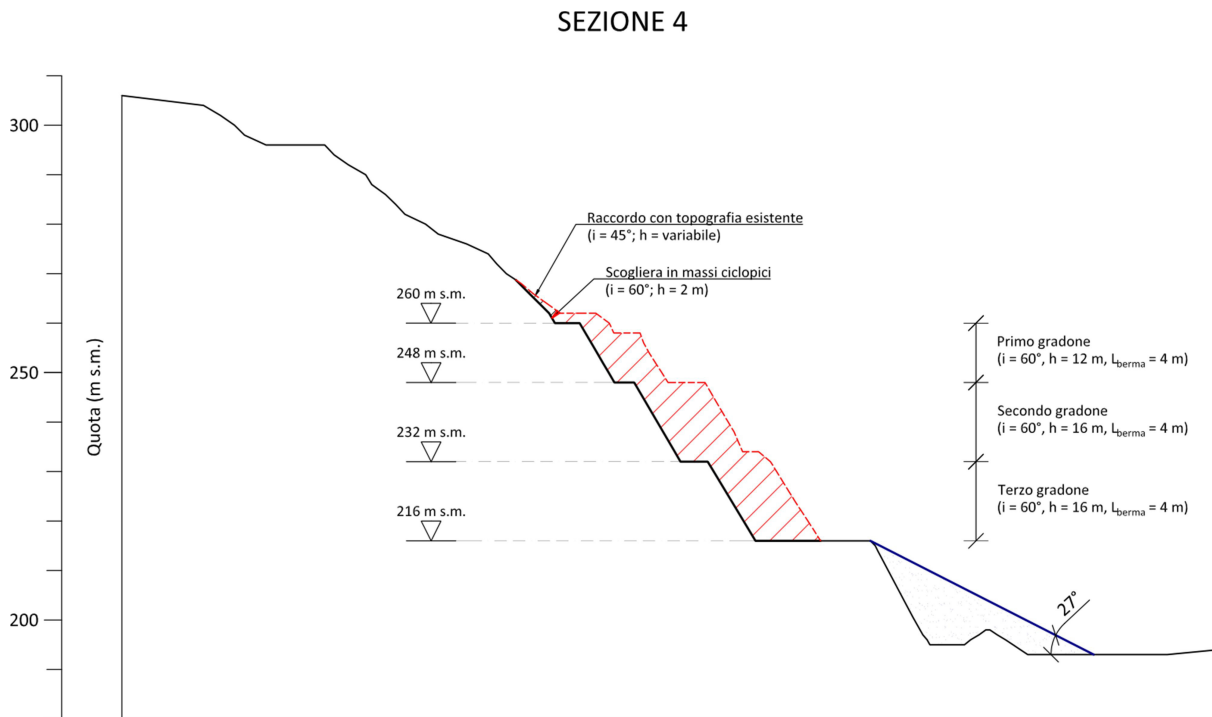 SEZIONE 4
300
Raccordo con topografia esistente
(i = 45°; h = variabile)
Scogliera in massi ciclopici
(i = 60°; h = 2 m)
260 m s.m.
Primo gradone
(i = 60°, h = 12 m, Lberma = 4 m)
248 m s.m.
250
Quota (m s.m.)
Secondo gradone
(i = 60°, h = 16 m, Lberma = 4 m)
232 m s.m.
Terzo gradone
(i = 60°, h = 16 m, Lberma = 4 m)
216 m s.m.
27°
200